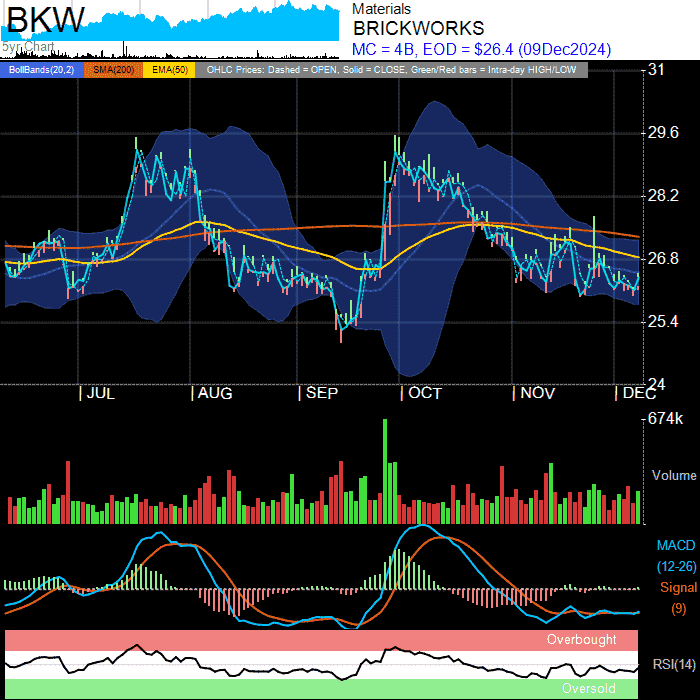 BKW
5yr Chart
Materials
BRICKWORKS
MC = 4B, EOD = $26.4 (09Dec2024)
BollBands(20,2) SMA(200) EMA(50) OHLC Prices: Dashed = OPEN, Solid = CLOSE, Green/Red bars = Intra-day HIGH/LOW
31
29.6
28.2
26.8
25.4
24
JUL AUG SEP OCT NOV DEC
674k
Volume
MACD
(12-26)
Signal
(9)
Overbought
RSI(14)
Oversold